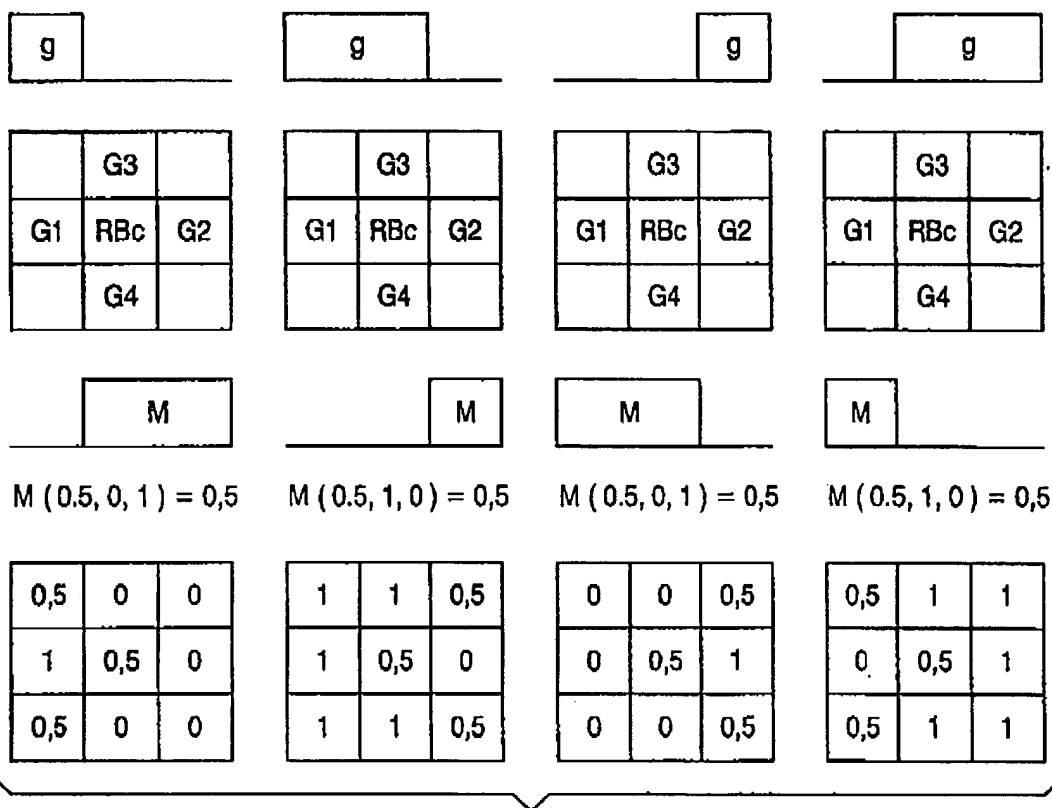 g g g g
G3 G3 G3 G3
G1 RBc G2 G1 RBc G2 G1 RBc G2 G1 RBc G2
G4 G4 G4 G4
M M M M
M ( 0.5, 0, 1 ) = 0,5 M ( 0.5, 1, 0 ) = 0,5 M ( 0.5, 0, 1 ) = 0,5 M ( 0.5, 1, 0 ) = 0,5
0,5 0 0 1 1 0,5 0 0 0,5 0,5 1 1
1 0,5 0 1 0,5 0 0 0,5 1 0 0,5 1
0,5 0 0 1 1 0,5 0 0 0,5 0,5 1 1